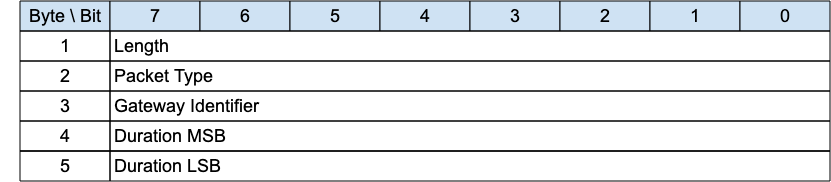 Byte \ Bit 7 6 5 4 3 2 1 0
1 Length
2 Packet Type
3 Gateway Identifier
4 Duration MSB
5 Duration LSB